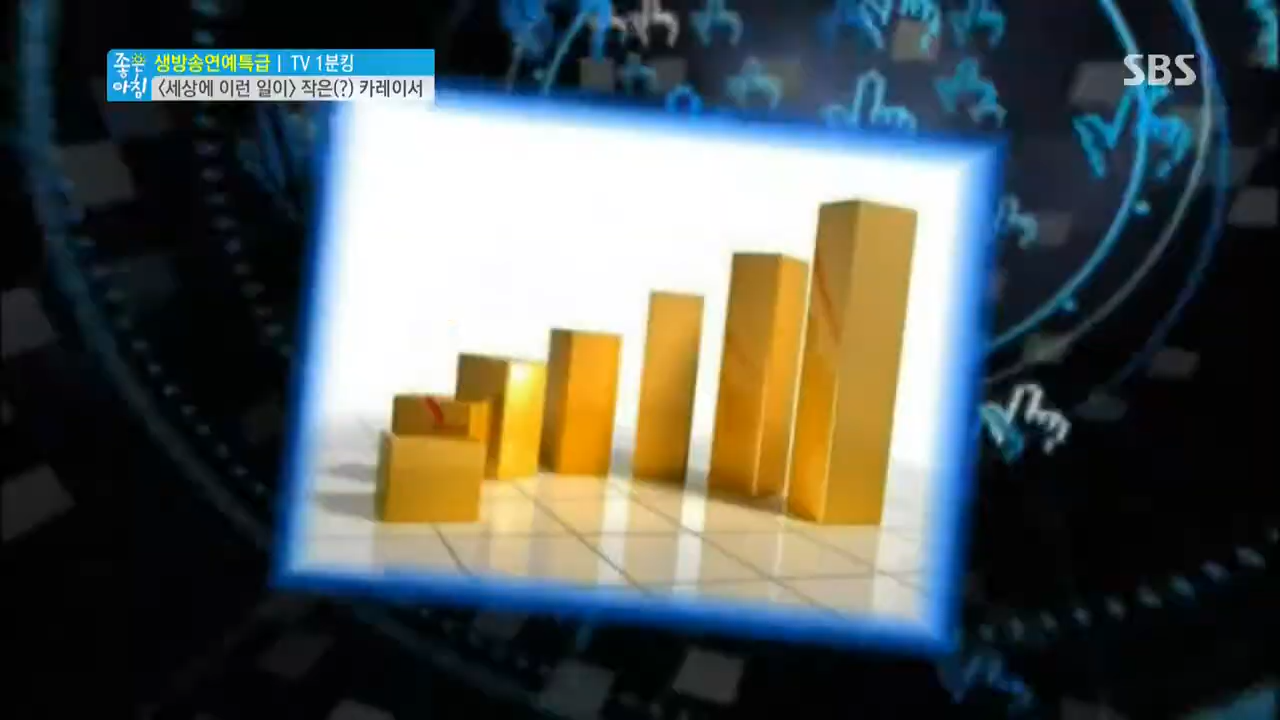 좋은
아침
생방송연예특급 | TV 1분킹
<세상에 이런 일이> 작은(?) 카레이서
SBS